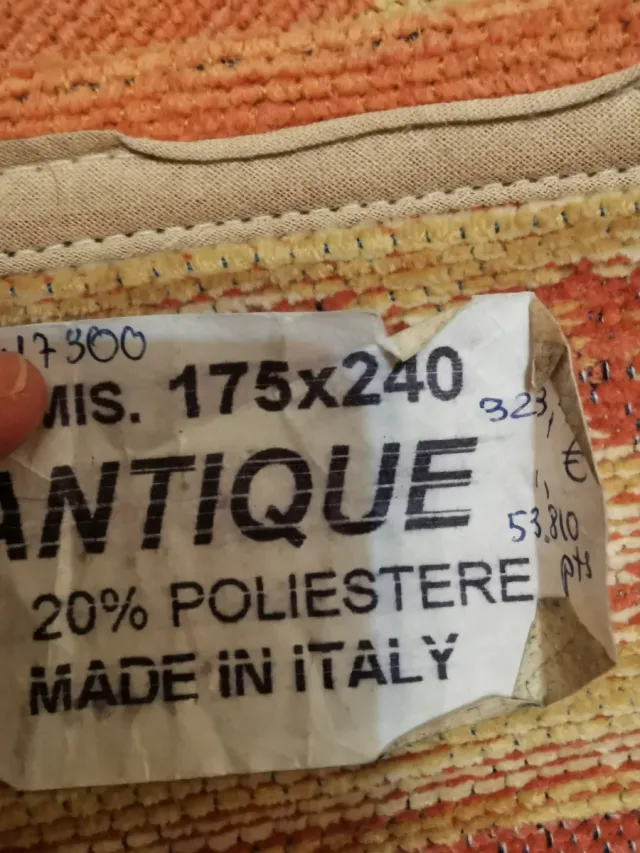 17300
MIS. 175x240
ANTIQUE
20% POLIESTERE
MADE IN ITALY
323,
€
53.810
pts